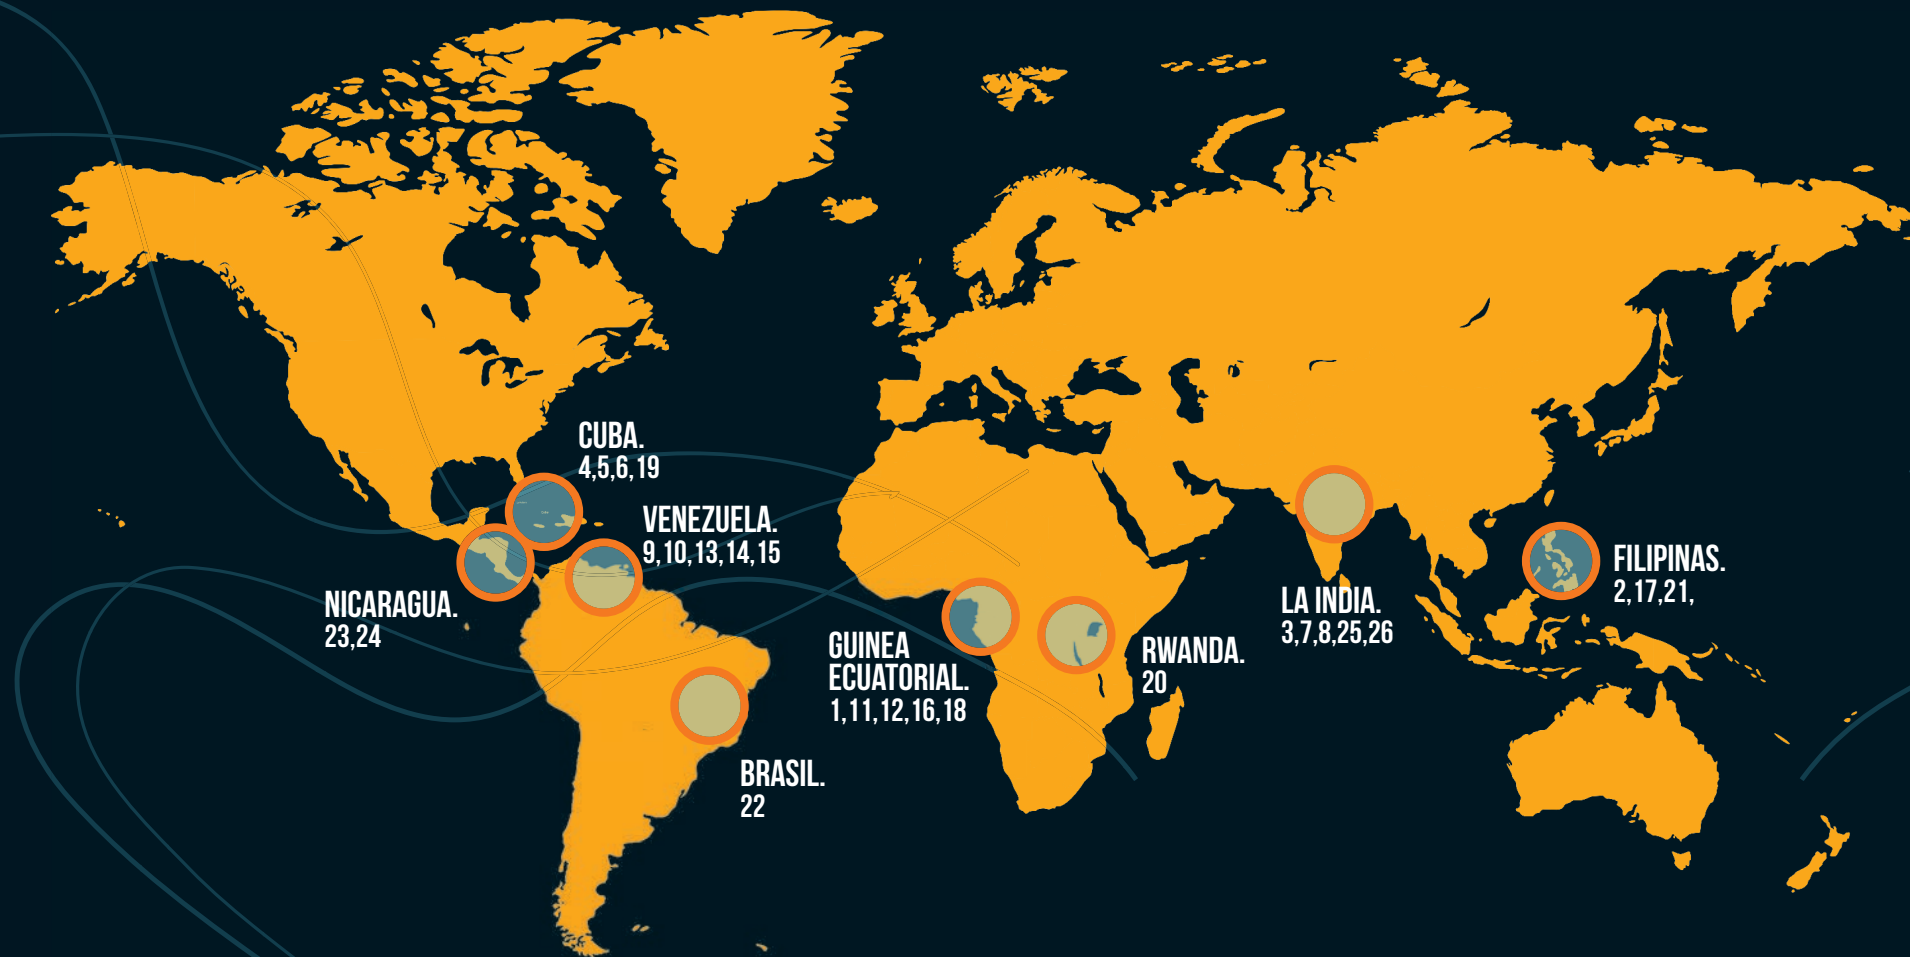 CUBA.
4,5,6,19
VENEZUELA.
9,10,13,14,15
NICARAGUA.
23,24
BRASIL.
22
GUINEA
ECUATORIAL.
1,11,12,16,18
RWANDA.
20
LA INDIA.
3,7,8,25,26
FILIPINAS.
2,17,21,